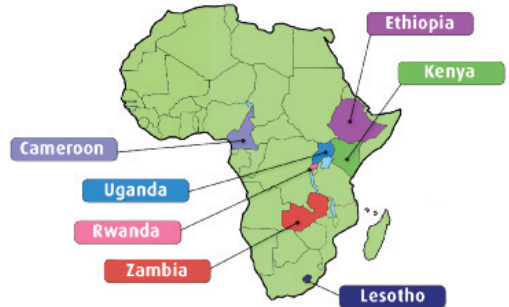 Ethiopia
Kenya
Cameroon
Uganda
Rwanda
Zambia
Lesotho